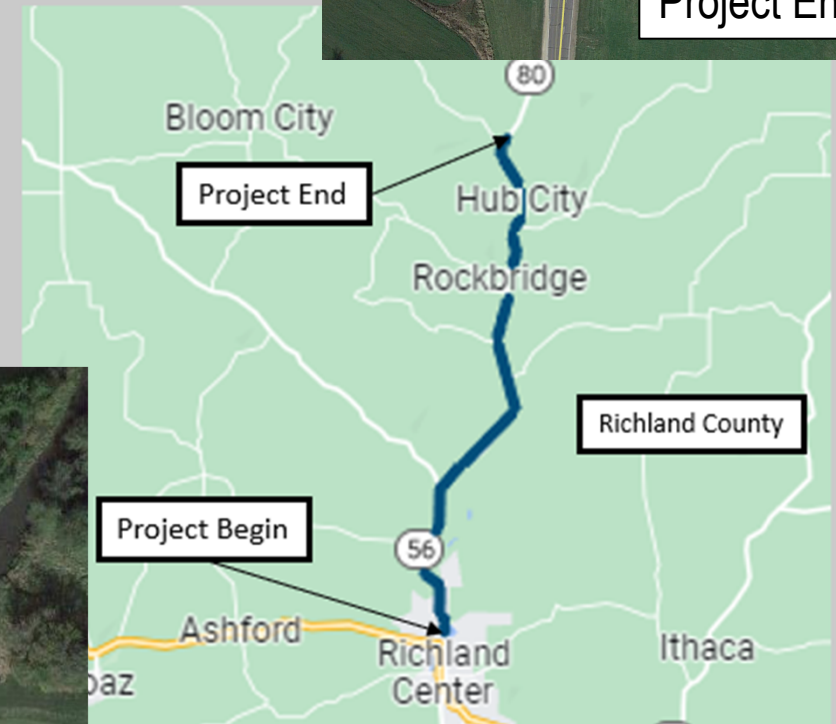 Project En
80
Bloom City
Project End
Hub City
Rockbridge
Richland County
Project Begin
56
Ashford
Richland
Center
Ithaca
oaz